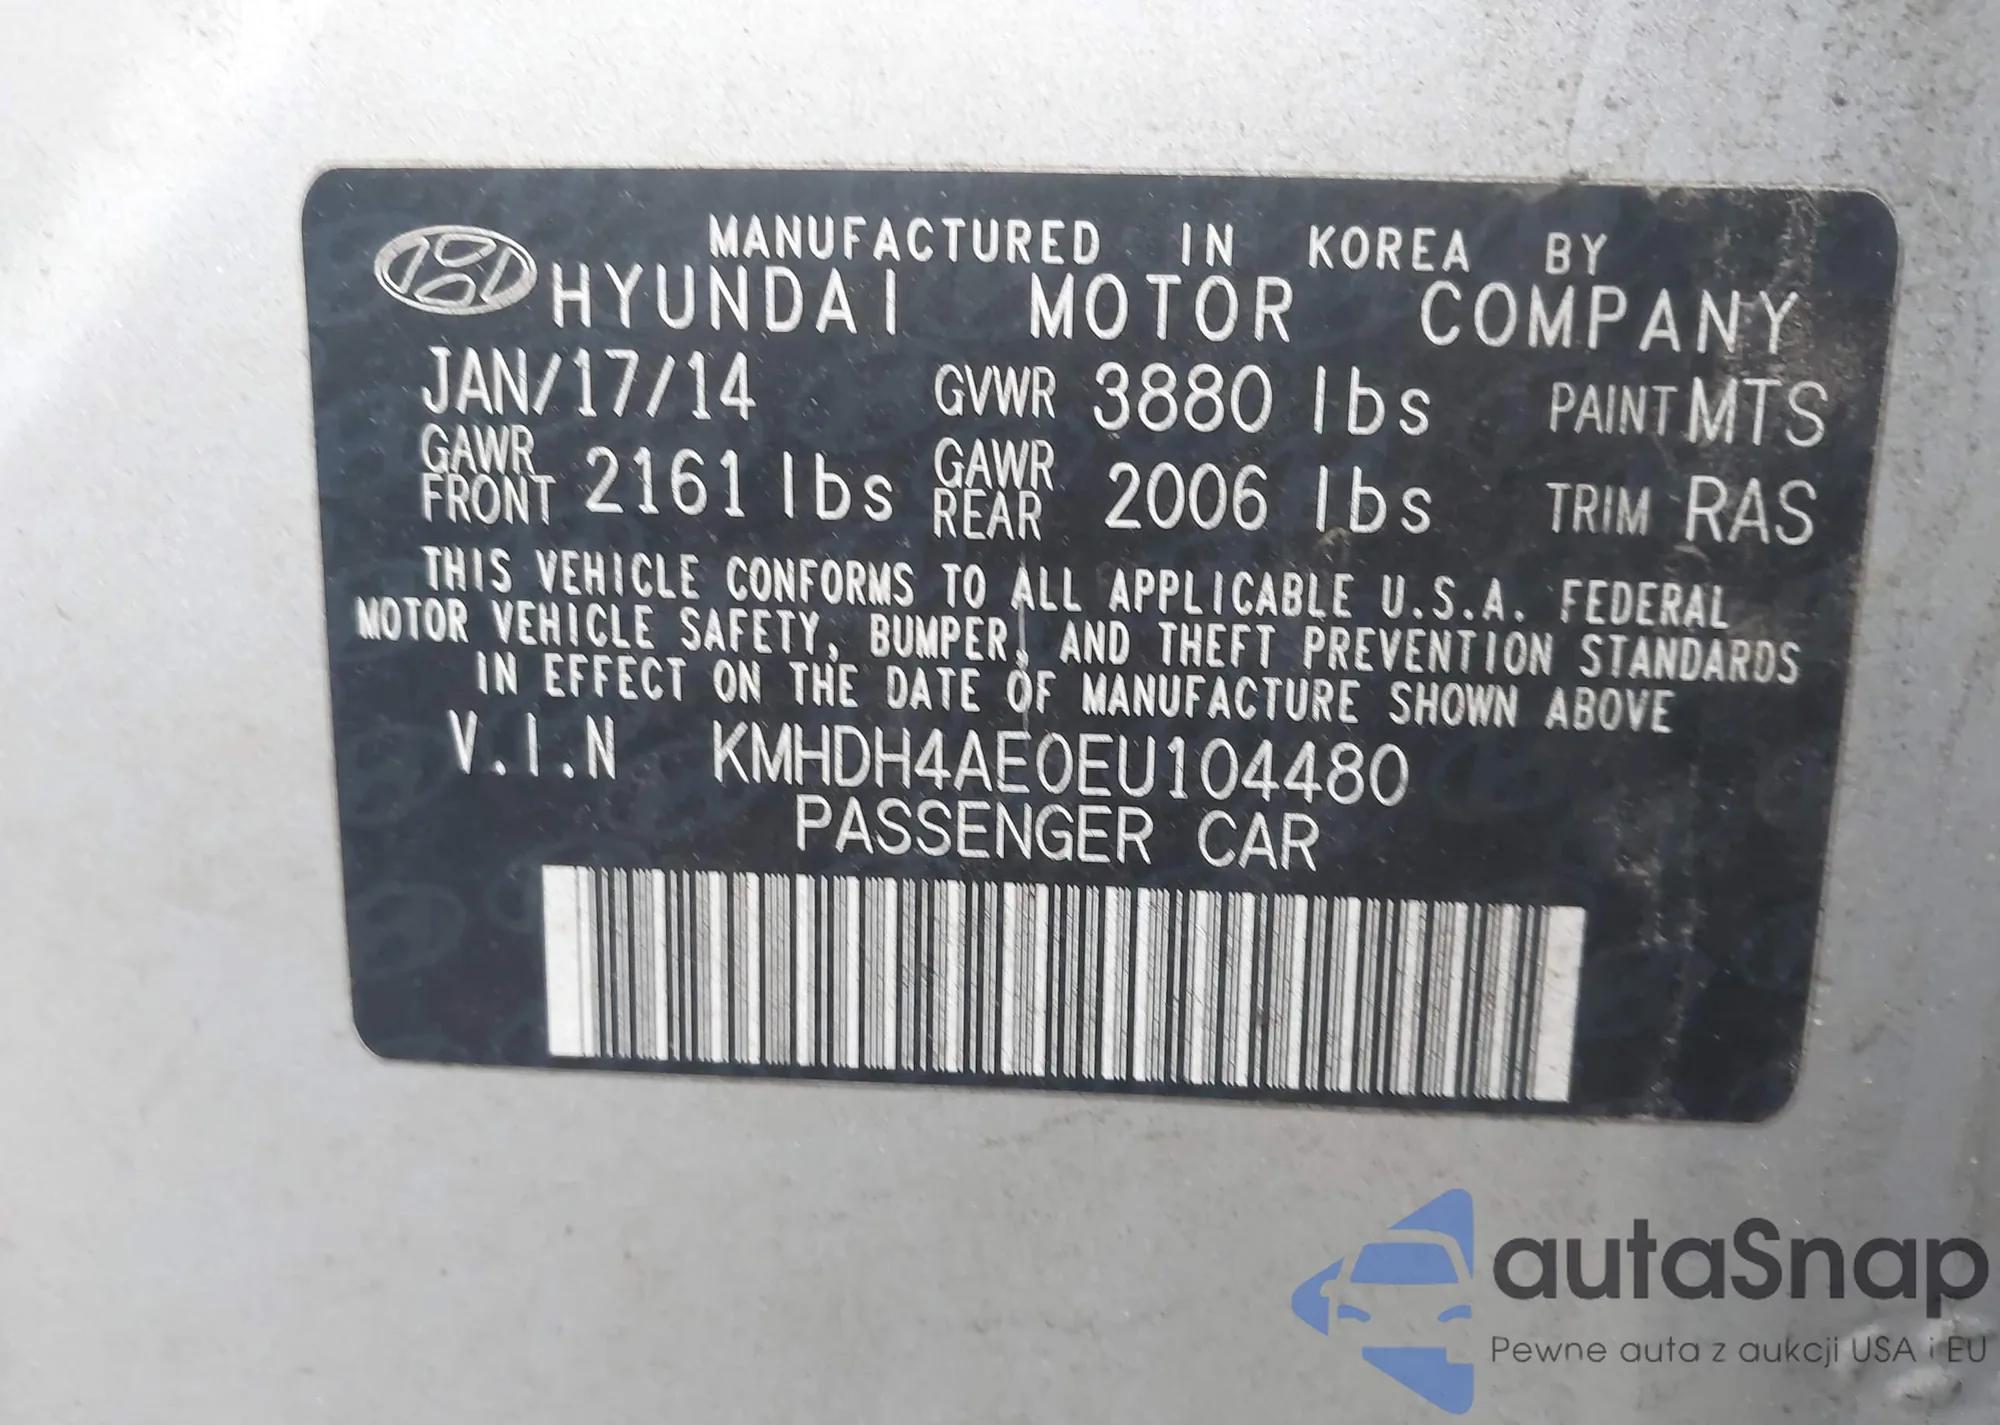 MANUFACTURED IN KOREA BY
HYUNDAI MOTOR COMPANY
JAN/17/14 GVWR 3880 lbs PAINT MTS
GAWR FRONT 2161 lbs GAWR REAR 2006 lbs TRIM RAS
THIS VEHICLE CONFORMS TO ALL APPLICABLE U.S.A. FEDERAL
MOTOR VEHICLE SAFETY, BUMPER, AND THEFT PREVENTION STANDARDS
IN EFFECT ON THE DATE OF MANUFACTURE SHOWN ABOVE
V.I.N KMHDH4AE0EU104480
PASSENGER CAR
autaSnap
Pewne auta z aukcji USA i EU